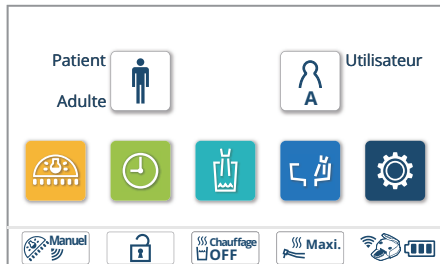 Patient
Utilisateur
Adulte
A
Manuel
Chauffage
OFF
Maxi.